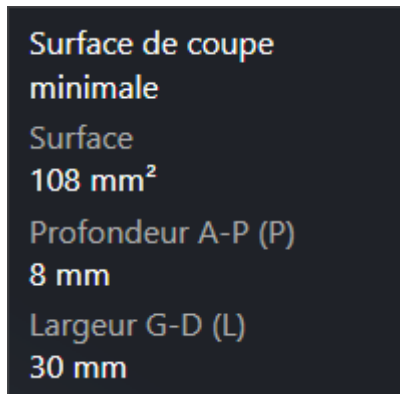 Surface de coupe
minimale
Surface
108 mm²
Profondeur A-P (P)
8 mm
Largeur G-D (L)
30 mm